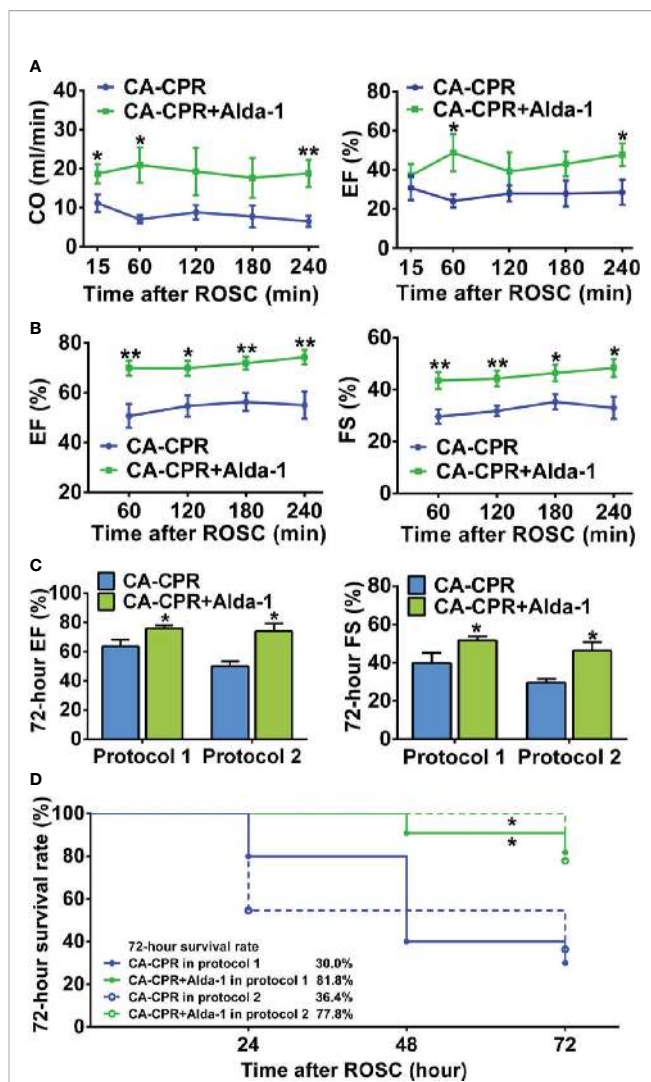 A
CA-CPR
CA-CPR+Alda-1
CO (ml/min)
40
30
20
10
0
* * **
15 60 120 180 240
Time after ROSC (min)
CA-CPR
CA-CPR+Alda-1
EF (%)
80
60
40
20
0
* *
15 60 120 180 240
Time after ROSC (min)
B
EF (%)
80
60
40
20
** * ** **
CA-CPR
CA-CPR+Alda-1
60 120 180 240
Time after ROSC (min)
FS (%)
60
40
20
0
** ** * *
CA-CPR
CA-CPR+Alda-1
60 120 180 240
Time after ROSC (min)
C
72-hour EF (%)
100
80
60
40
20
0
CA-CPR
CA-CPR+Alda-1
* *
Protocol 1 Protocol 2
72-hour FS (%)
80
60
40
20
0
CA-CPR
CA-CPR+Alda-1
* *
Protocol 1 Protocol 2
D
72-hour survival rate (%)
100
80
60
40
20
0
*
*
72-hour survival rate
CA-CPR in protocol 1 30.0%
CA-CPR+Alda-1 in protocol 1 81.8%
CA-CPR in protocol 2 36.4%
CA-CPR+Alda-1 in protocol 2 77.8%
24 48 72
Time after ROSC (hour)